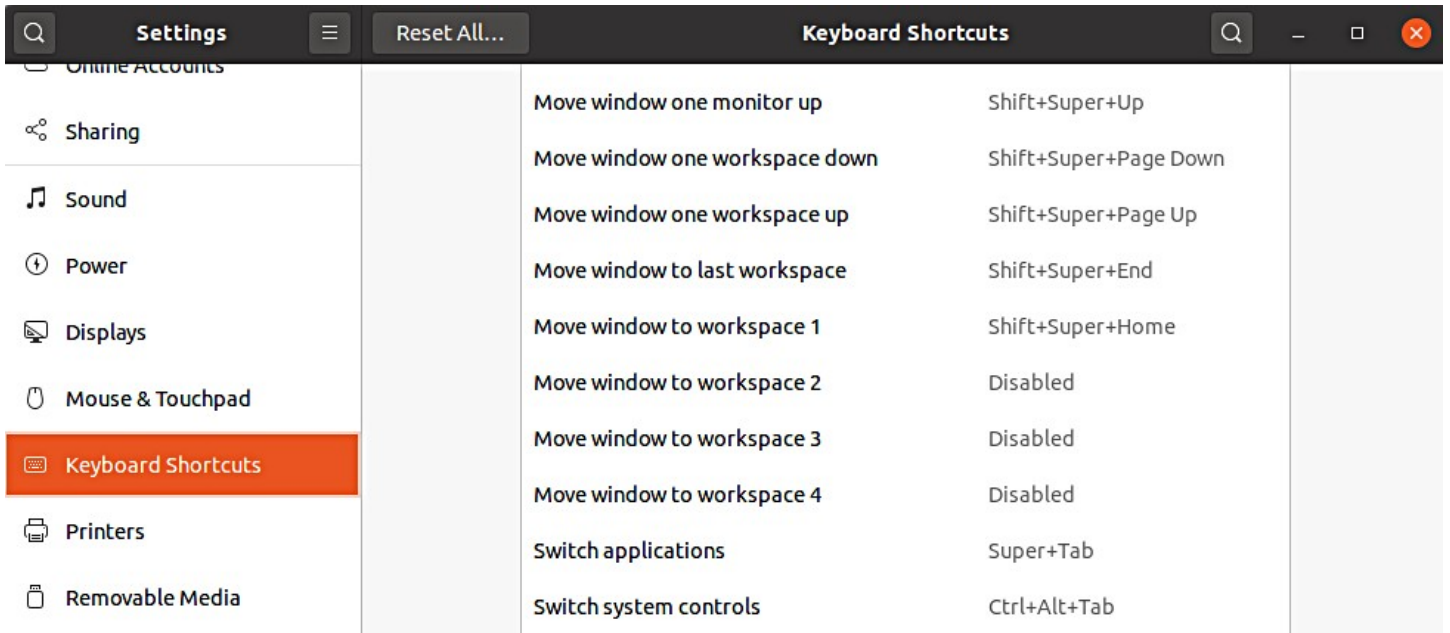 Settings
Reset All...
Keyboard Shortcuts
Online Accounts
Sharing
Sound
Power
Displays
Mouse & Touchpad
Keyboard Shortcuts
Printers
Removable Media
Move window one monitor up Shift+Super+Up
Move window one workspace down Shift+Super+Page Down
Move window one workspace up Shift+Super+Page Up
Move window to last workspace Shift+Super+End
Move window to workspace 1 Shift+Super+Home
Move window to workspace 2 Disabled
Move window to workspace 3 Disabled
Move window to workspace 4 Disabled
Switch applications Super+Tab
Switch system controls Ctrl+Alt+Tab